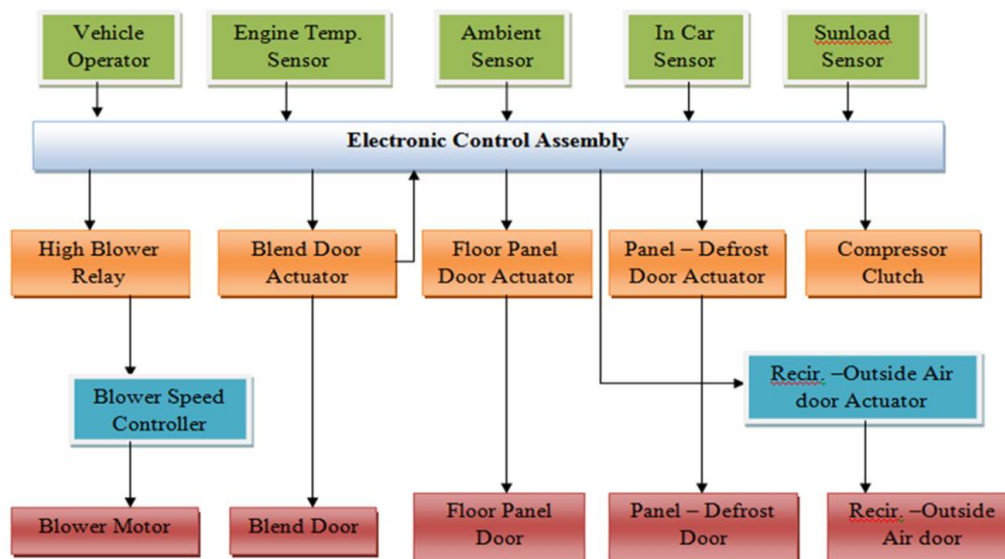 Vehicle
Operator
Engine Temp.
Sensor
Ambient
Sensor
In Car
Sensor
Sunload
Sensor
Electronic Control Assembly
High Blower
Relay
Blend Door
Actuator
Floor Panel
Door Actuator
Panel – Defrost
Door Actuator
Compressor
Clutch
Blower Speed
Controller
Recir. –Outside Air
door Actuator
Blower Motor
Blend Door
Floor Panel
Door
Panel – Defrost
Door
Recir. –Outside
Air door